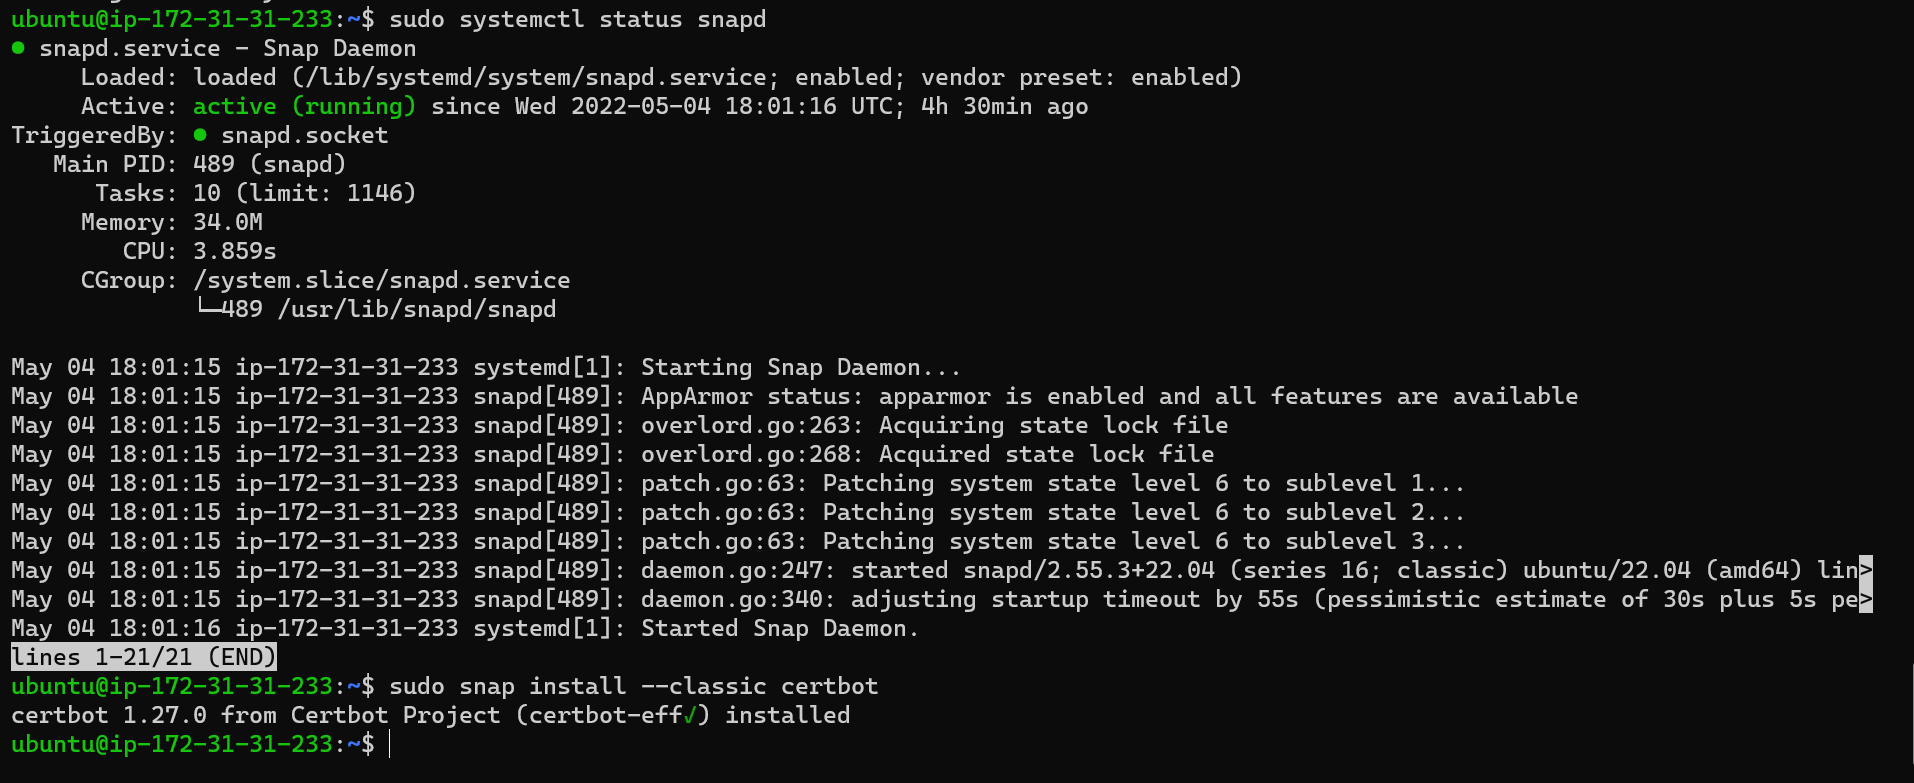 ubuntu@ip-172-31-31-233:~$ sudo systemctl status snapd
● snapd.service - Snap Daemon
     Loaded: loaded (/lib/systemd/system/snapd.service; enabled; vendor preset: enabled)
     Active: active (running) since Wed 2022-05-04 18:01:16 UTC; 4h 30min ago
TriggeredBy: ● snapd.socket
   Main PID: 489 (snapd)
      Tasks: 10 (limit: 1146)
     Memory: 34.0M
        CPU: 3.859s
     CGroup: /system.slice/snapd.service
             └─489 /usr/lib/snapd/snapd

May 04 18:01:15 ip-172-31-31-233 systemd[1]: Starting Snap Daemon...
May 04 18:01:15 ip-172-31-31-233 snapd[489]: AppArmor status: apparmor is enabled and all features are available
May 04 18:01:15 ip-172-31-31-233 snapd[489]: overlord.go:263: Acquiring state lock file
May 04 18:01:15 ip-172-31-31-233 snapd[489]: overlord.go:268: Acquired state lock file
May 04 18:01:15 ip-172-31-31-233 snapd[489]: patch.go:63: Patching system state level 6 to sublevel 1...
May 04 18:01:15 ip-172-31-31-233 snapd[489]: patch.go:63: Patching system state level 6 to sublevel 2...
May 04 18:01:15 ip-172-31-31-233 snapd[489]: patch.go:63: Patching system state level 6 to sublevel 3...
May 04 18:01:15 ip-172-31-31-233 snapd[489]: daemon.go:247: started snapd/2.55.3+22.04 (series 16; classic) ubuntu/22.04 (amd64) lin>
May 04 18:01:15 ip-172-31-31-233 snapd[489]: daemon.go:340: adjusting startup timeout by 55s (pessimistic estimate of 30s plus 5s pe>
May 04 18:01:16 ip-172-31-31-233 systemd[1]: Started Snap Daemon.
lines 1-21/21 (END)
ubuntu@ip-172-31-31-233:~$ sudo snap install --classic certbot
certbot 1.27.0 from Certbot Project (certbot-eff✓) installed
ubuntu@ip-172-31-31-233:~$